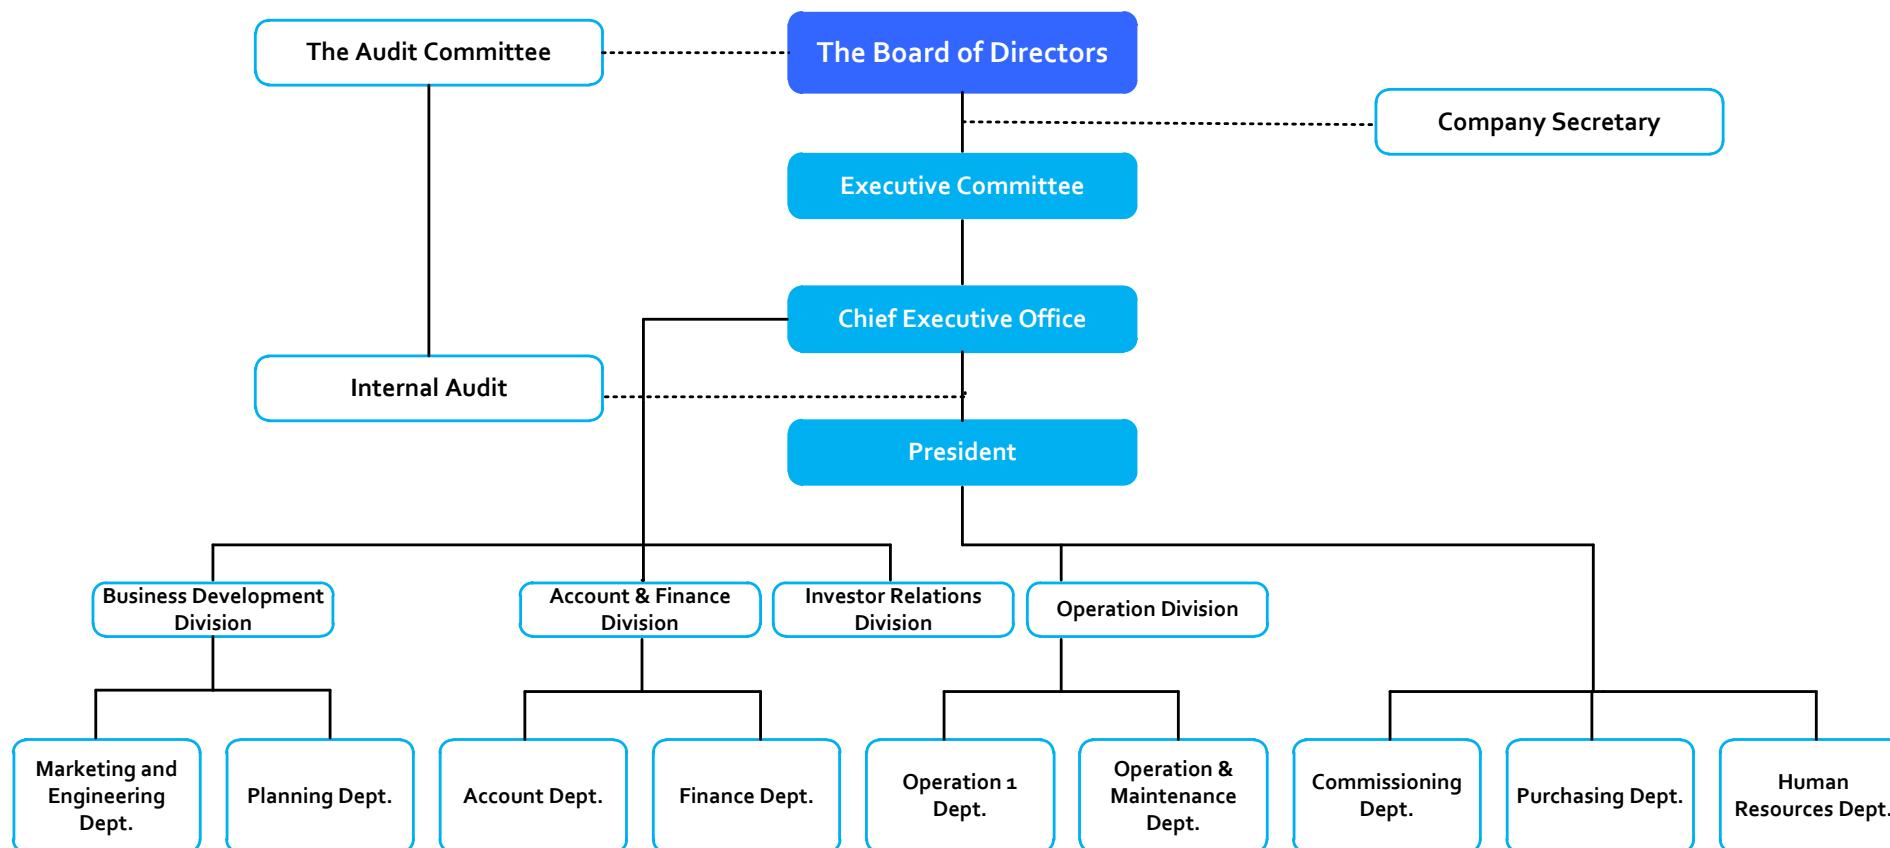 The Audit Committee
The Board of Directors
Company Secretary
Executive Committee
Chief Executive Office
Internal Audit
President
Business Development
Division
Account & Finance
Division
Investor Relations
Division
Operation Division
Marketing and
Engineering
Dept.
Planning Dept.
Account Dept.
Finance Dept.
Operation 1
Dept.
Operation &
Maintenance
Dept.
Commissioning
Dept.
Purchasing Dept.
Human
Resources Dept.